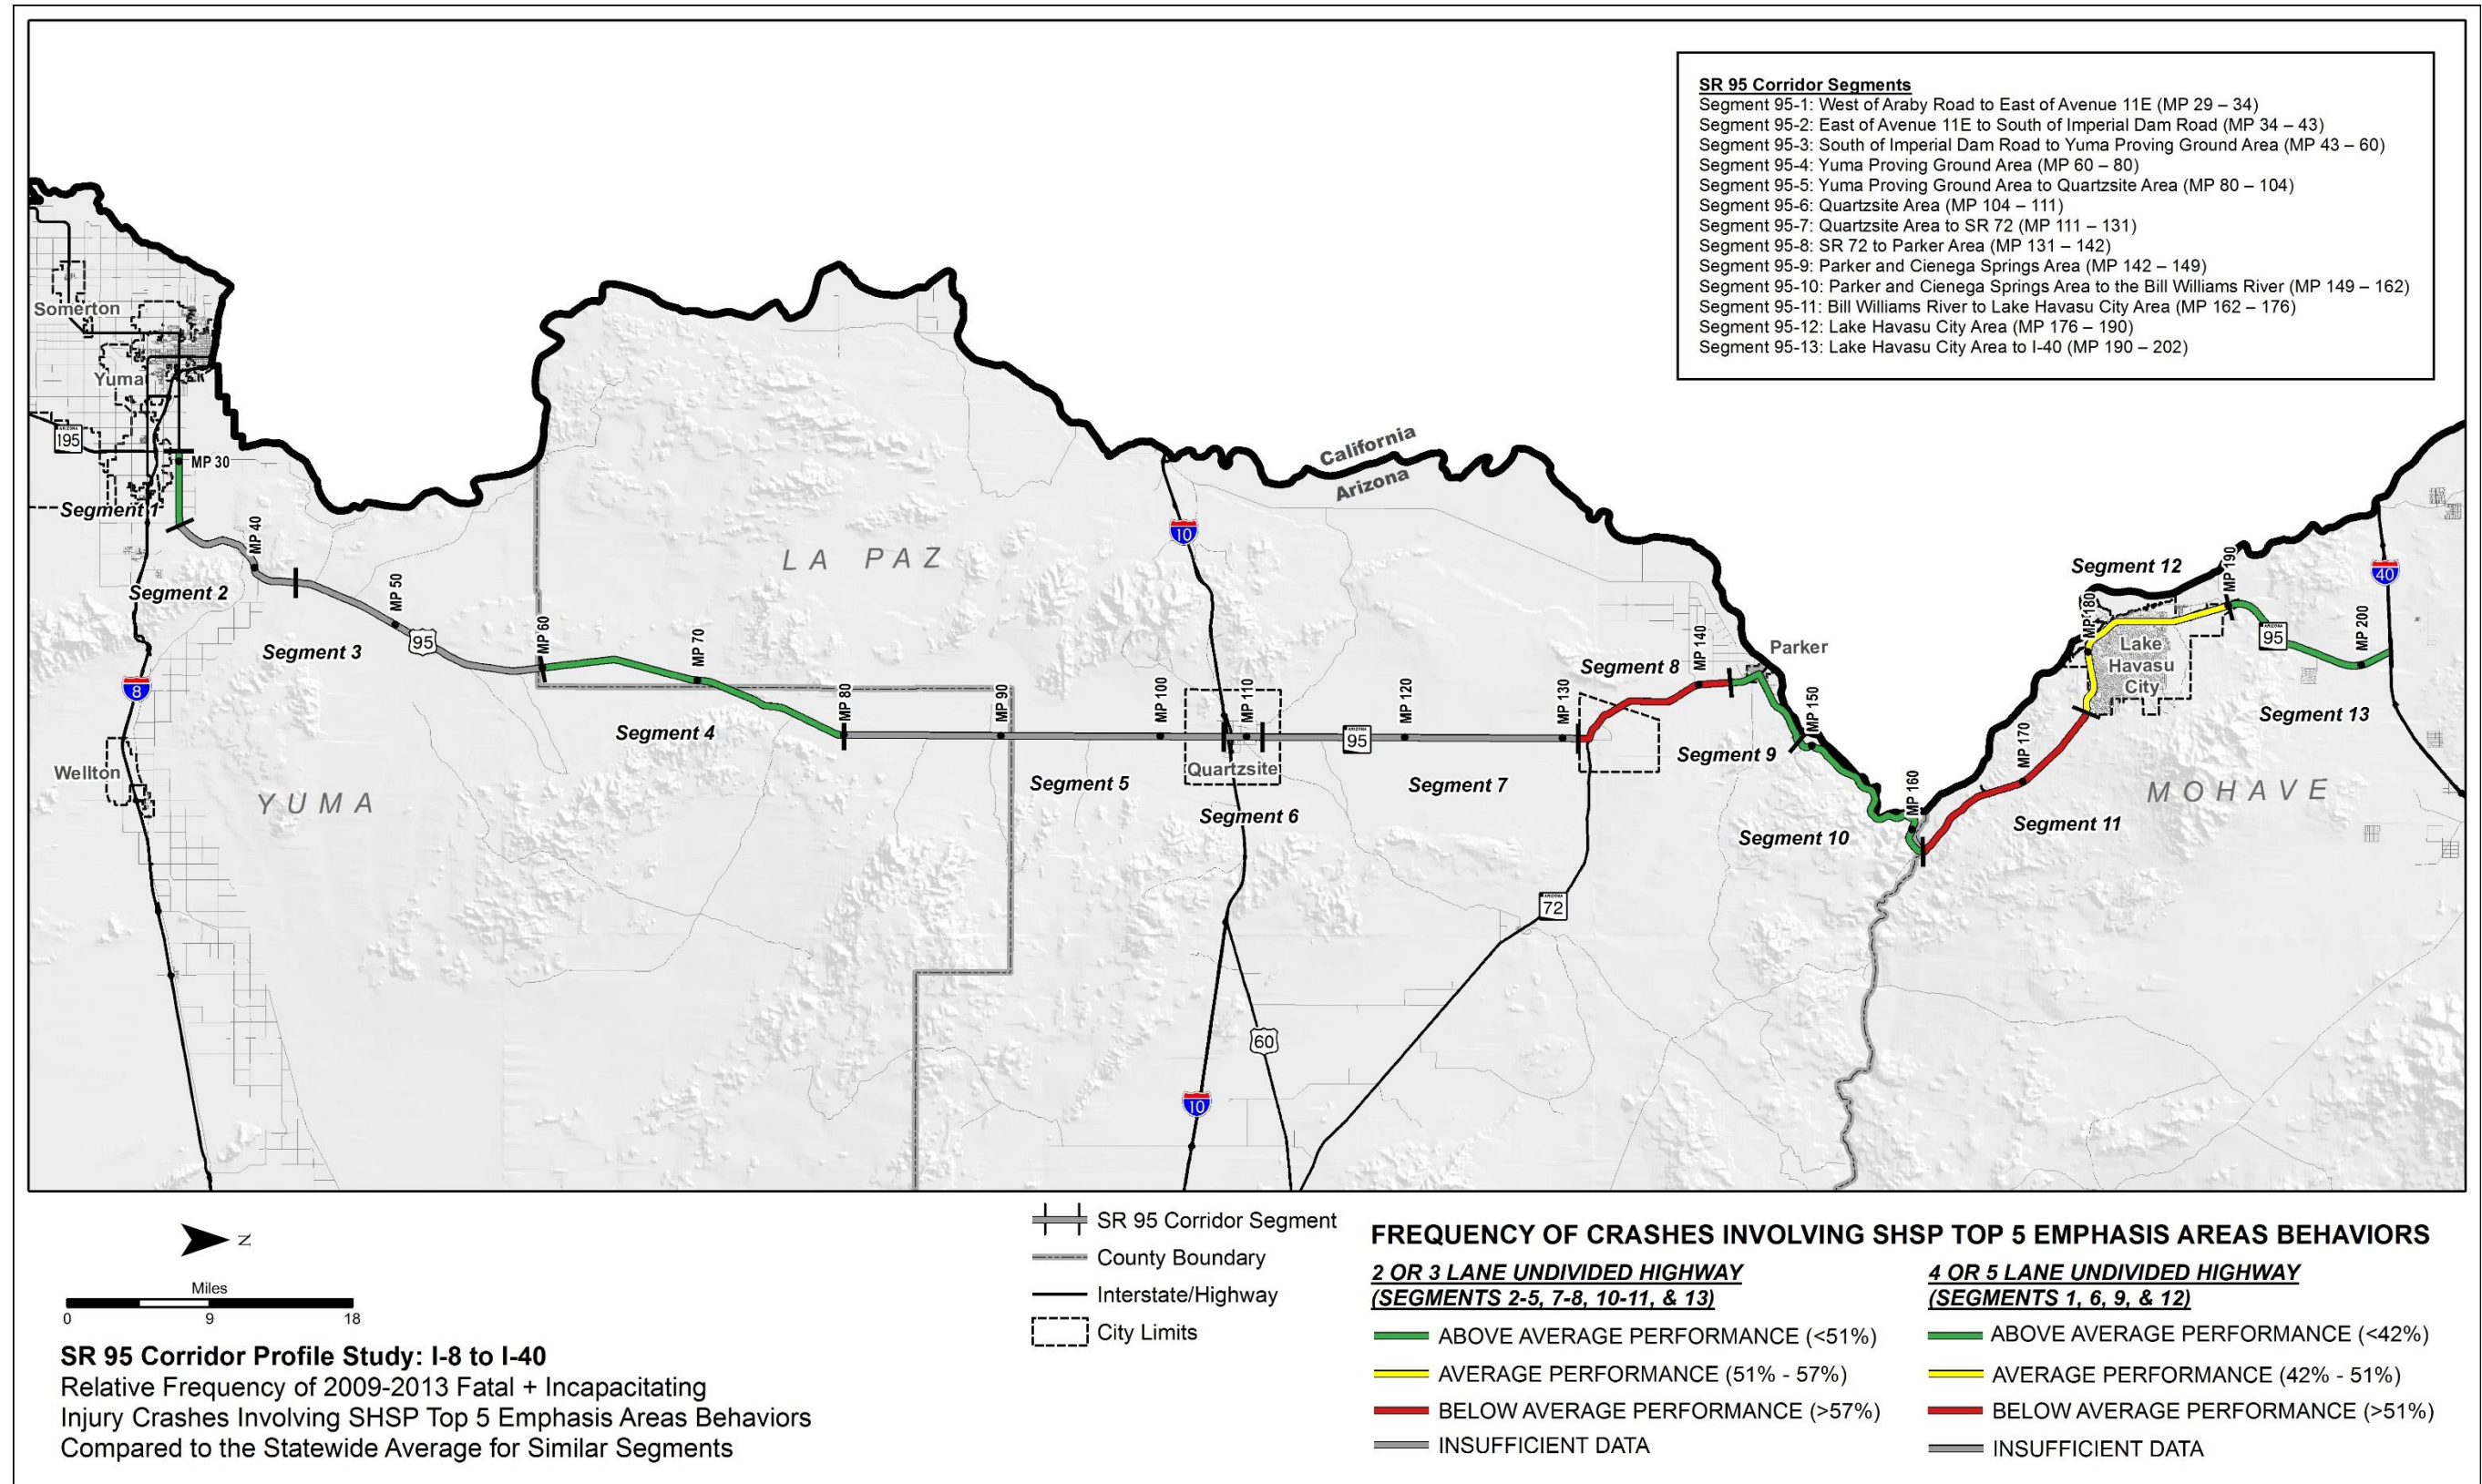 SR 95 Corridor Segments
Segment 95-1: West of Araby Road to East of Avenue 11E (MP 29 – 34)
Segment 95-2: East of Avenue 11E to South of Imperial Dam Road (MP 34 – 43)
Segment 95-3: South of Imperial Dam Road to Yuma Proving Ground Area (MP 43 – 60)
Segment 95-4: Yuma Proving Ground Area (MP 60 – 80)
Segment 95-5: Yuma Proving Ground Area to Quartzsite Area (MP 80 – 104)
Segment 95-6: Quartzsite Area (MP 104 – 111)
Segment 95-7: Quartzsite Area to SR 72 (MP 111 – 131)
Segment 95-8: SR 72 to Parker Area (MP 131 – 142)
Segment 95-9: Parker and Cienega Springs Area (MP 142 – 149)
Segment 95-10: Parker and Cienega Springs Area to the Bill Williams River (MP 149 – 162)
Segment 95-11: Bill Williams River to Lake Havasu City Area (MP 162 – 176)
Segment 95-12: Lake Havasu City Area (MP 176 – 190)
Segment 95-13: Lake Havasu City Area to I-40 (MP 190 – 202)
Somerton
Yuma
ARIZONA
195
MP 30
Segment 1
MP 40
Segment 2
MP 50
95
Segment 3
8
Wellton
YUMA
MP 60
MP 70
LA PAZ
Segment 4
MP 80
MP 90
Segment 5
MP 100
10
MP 110
Quartzsite
Segment 6
California
Arizona
ARIZONA
95
MP 120
Segment 7
MP 130
Segment 8
MP 140
Parker
Segment 9
MP 150
Segment 10
MP 160
ARIZONA
72
60
10
MP 170
Segment 11
MP 180
Segment 12
Lake
Havasu
City
MP 190
ARIZONA
95
MP 200
40
Segment 13
MOHAVE
N
Miles
0 9 18
SR 95 Corridor Profile Study: I-8 to I-40
Relative Frequency of 2009-2013 Fatal + Incapacitating
Injury Crashes Involving SHSP Top 5 Emphasis Areas Behaviors
Compared to the Statewide Average for Similar Segments
SR 95 Corridor Segment
County Boundary
Interstate/Highway
City Limits
FREQUENCY OF CRASHES INVOLVING SHSP TOP 5 EMPHASIS AREAS BEHAVIORS
2 OR 3 LANE UNDIVIDED HIGHWAY
(SEGMENTS 2-5, 7-8, 10-11, & 13)
ABOVE AVERAGE PERFORMANCE (<51%)
AVERAGE PERFORMANCE (51% - 57%)
BELOW AVERAGE PERFORMANCE (>57%)
INSUFFICIENT DATA
4 OR 5 LANE UNDIVIDED HIGHWAY
(SEGMENTS 1, 6, 9, & 12)
ABOVE AVERAGE PERFORMANCE (<42%)
AVERAGE PERFORMANCE (42% - 51%)
BELOW AVERAGE PERFORMANCE (>51%)
INSUFFICIENT DATA